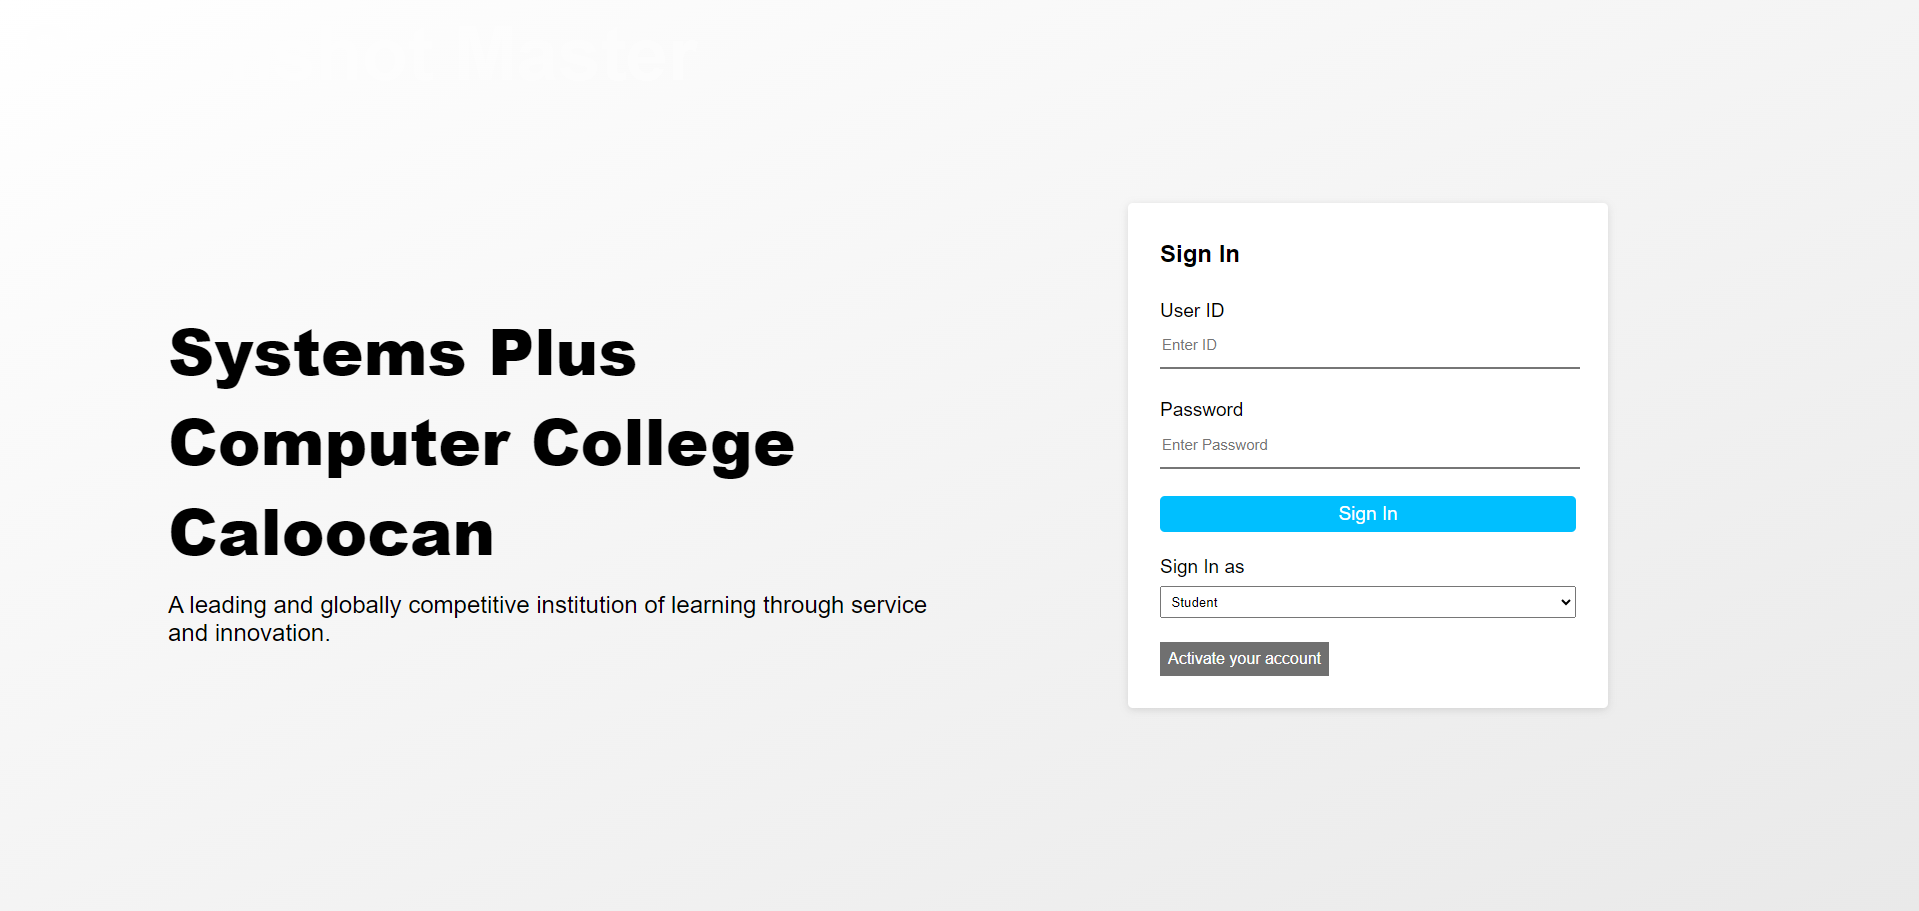 Master
Systems Plus
Computer College
Caloocan
A leading and globally competitive institution of learning through service
and innovation.
Sign In
User ID
Enter ID
Password
Enter Password
Sign In
Sign In as
Student
Activate your account